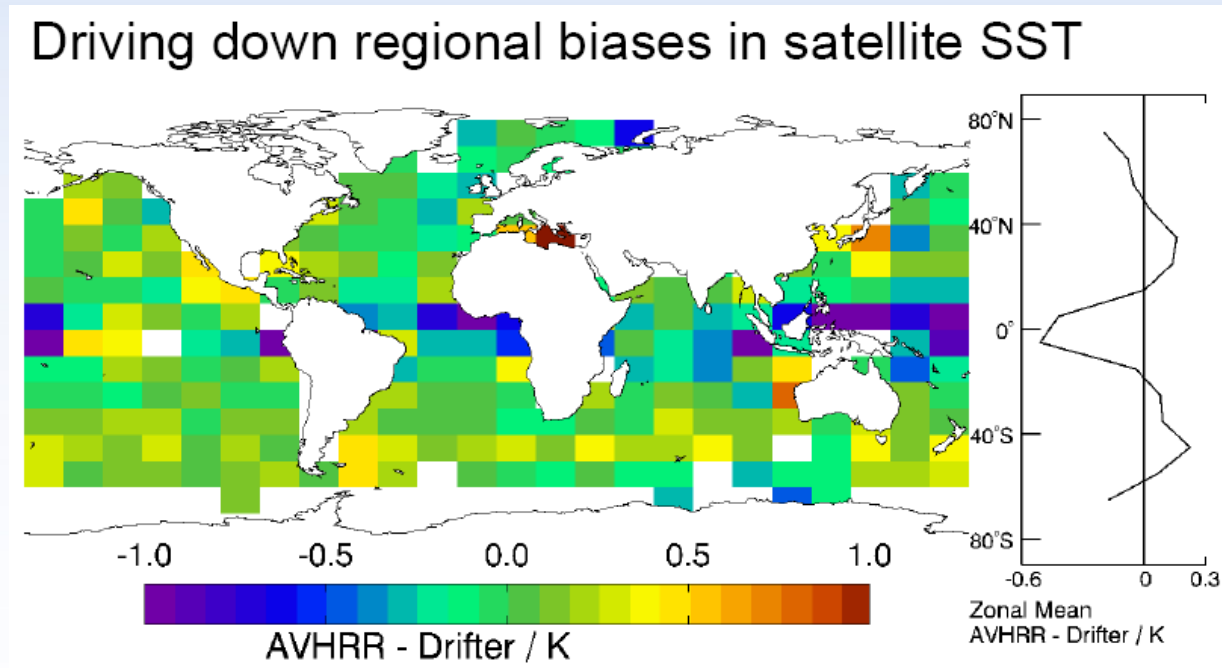 Driving down regional biases in satellite SST
80°N
40°N
0°
40°S
80°S
-0.6 0 0.3
Zonal Mean
AVHRR - Drifter / K
-1.0 -0.5 0.0 0.5 1.0
AVHRR - Drifter / K